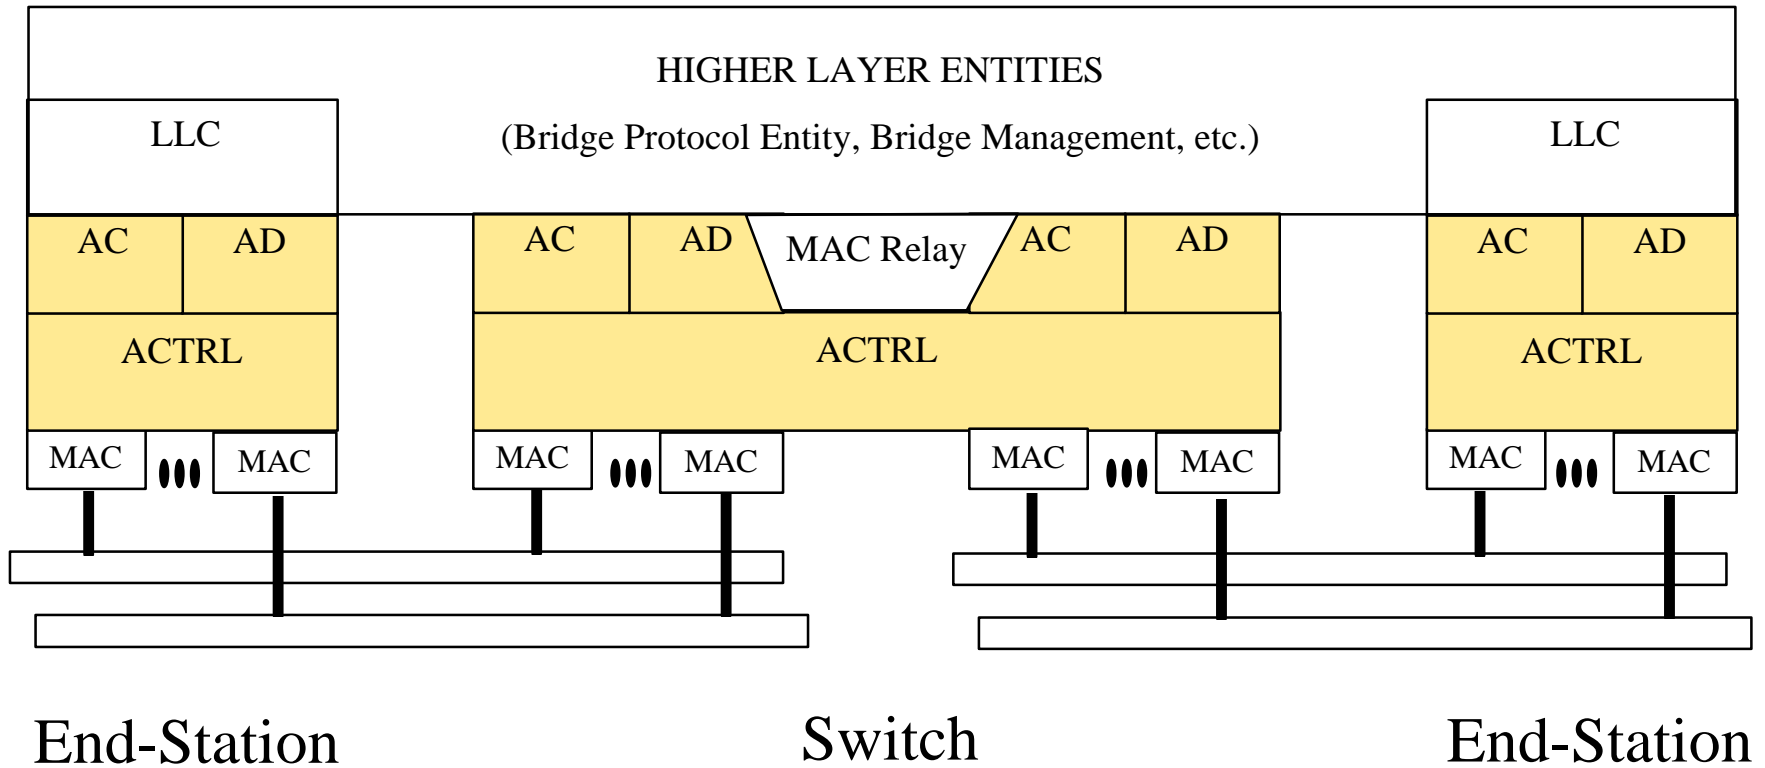 HIGHER LAYER ENTITIES
(Bridge Protocol Entity, Bridge Management, etc.)
LLC
LLC
AC AD AC AD MAC Relay AC AD AC AD
ACTRL ACTRL ACTRL
MAC MAC MAC MAC MAC MAC MAC MAC
End-Station Switch End-Station